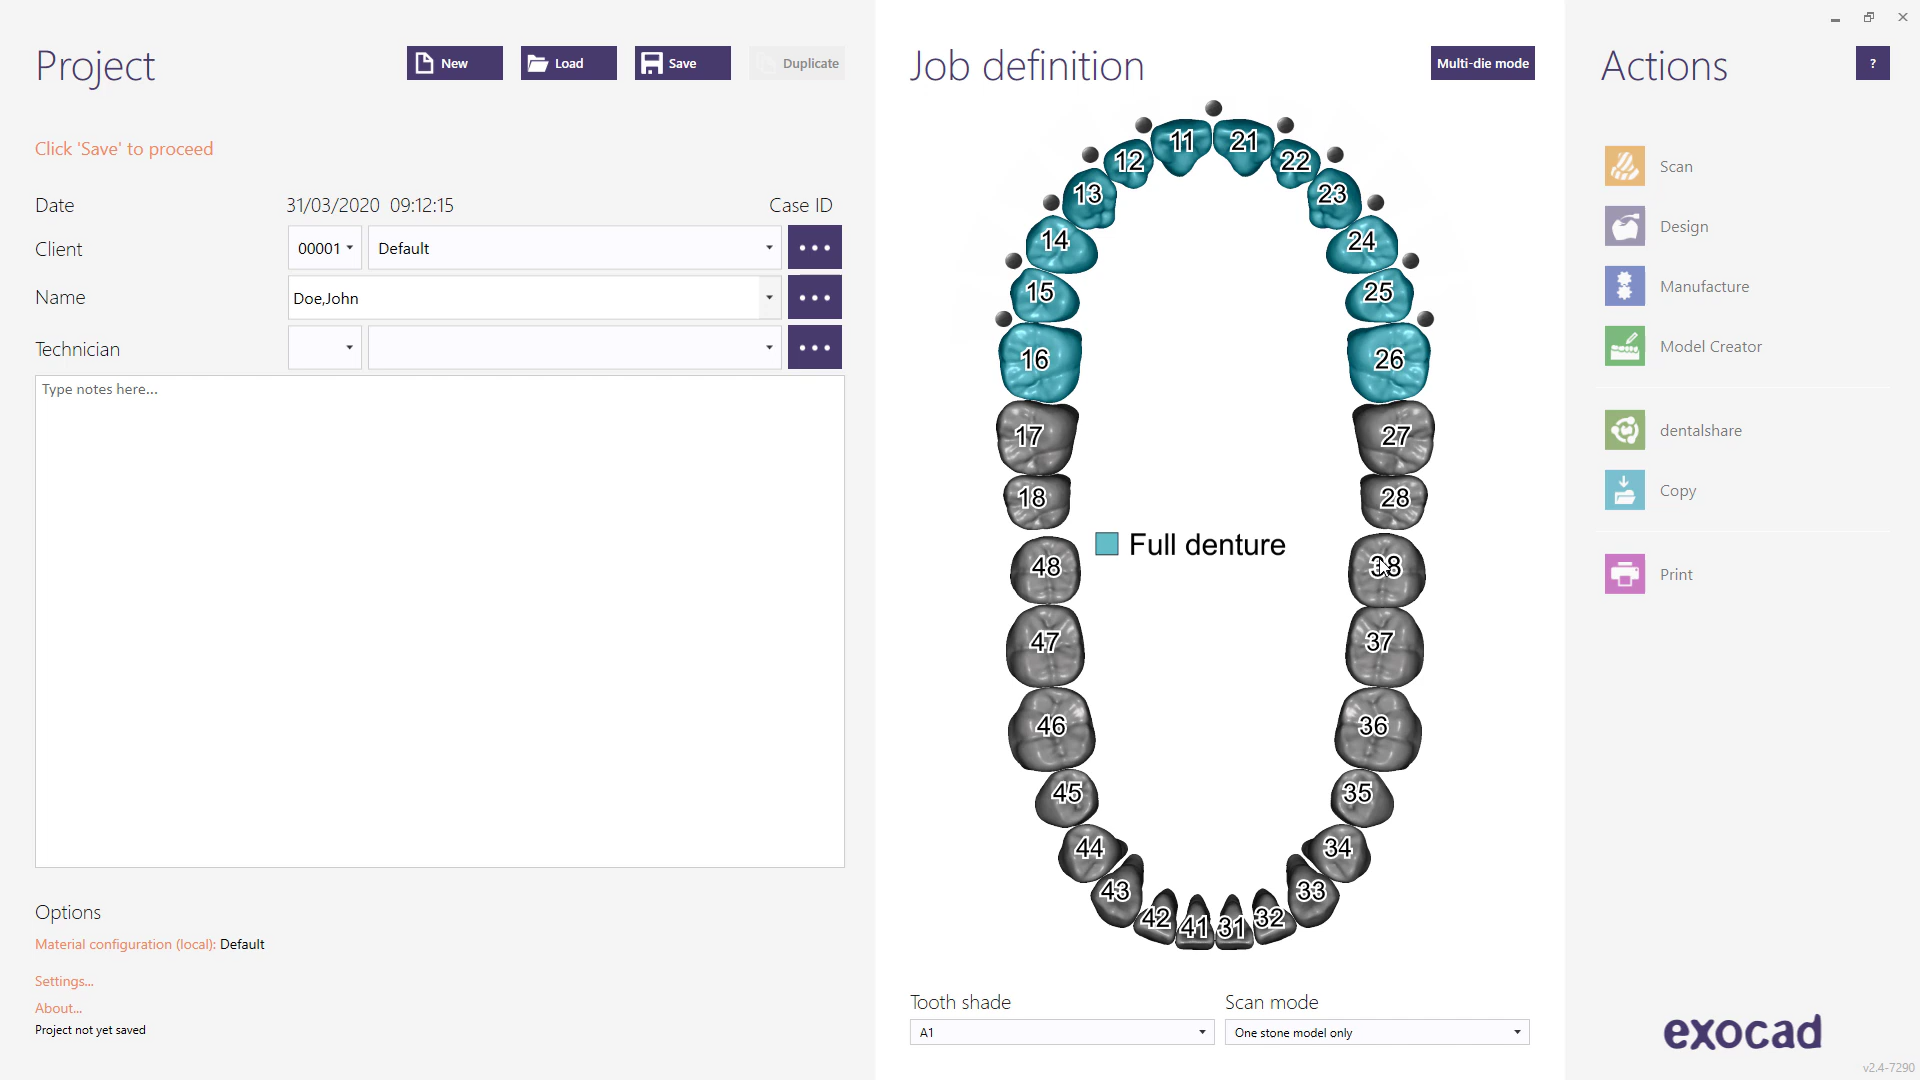 Project
New
Load
Save
Duplicate
Click 'Save' to proceed
Date
31/03/2020 09:12:15
Case ID
Client
00001
Default
Name
Doe,John
Technician
Type notes here...
Options
Material configuration (local): Default
Settings...
About...
Project not yet saved
Job definition
Multi-die mode
11 21
12 22
13 23
14 24
15 25
16 26
17 27
18 28
Full denture
48 38
47 37
46 36
45 35
44 34
43 33
42 41 31 32
Tooth shade
A1
Scan mode
One stone model only
Actions
?
Scan
Design
Manufacture
Model Creator
dentalshare
Copy
Print
exocad
v2.4-7290